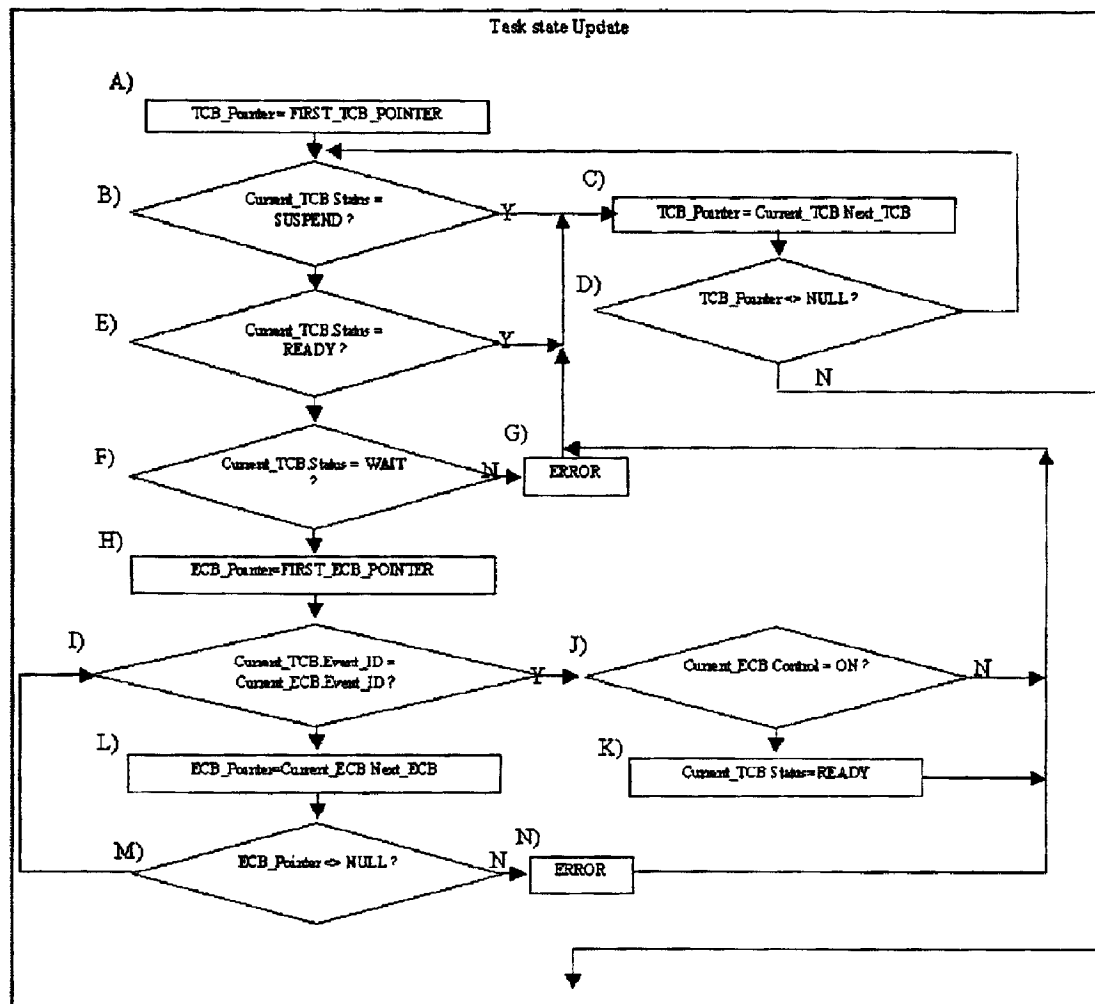 Task state Update
A)
TCB_Pointer= FIRST_TCB_POINTER
B)
Current_TCB.Status =
SUSPEND ?
Y
C)
TCB_Pointer = Current_TCB.Next_TCB
D)
TCB_Pointer <> NULL ?
N
E)
Current_TCB.Status =
READY ?
Y
F)
Current_TCB.Status = WAIT
?
N
G)
ERROR
H)
ECB_Pointer=FIRST_ECB_POINTER
I)
Current_TCB.Event_ID =
Current_ECB.Event_ID ?
Y
J)
Current_ECB.Control = ON ?
N
K)
Current_TCB.Status=READY
L)
ECB_Pointer=Current_ECB.Next_ECB
M)
ECB_Pointer <> NULL ?
N
N)
ERROR